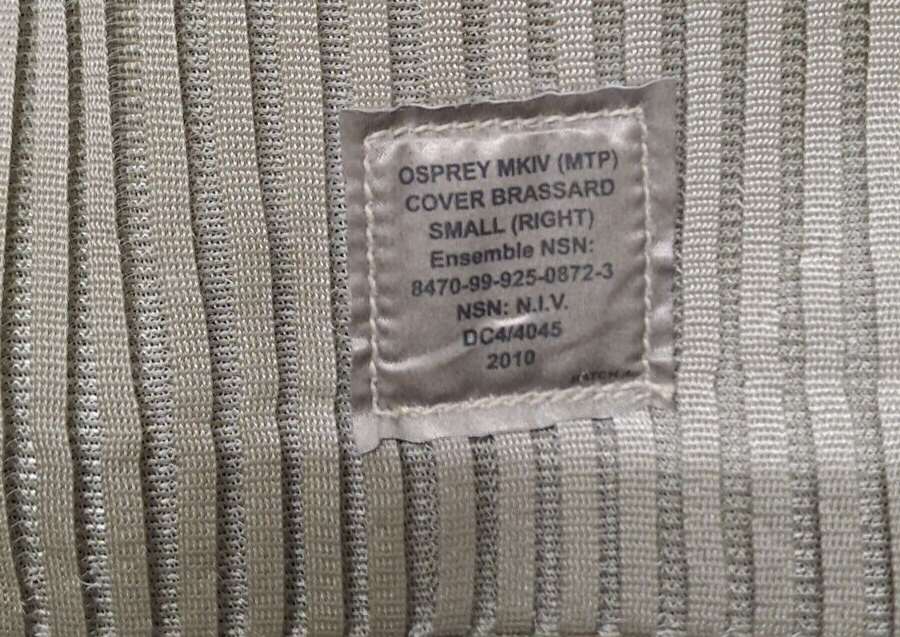 OSPREY MKIV (MTP)
COVER BRASSARD
SMALL (RIGHT)
Ensemble NSN:
8470-99-925-0872-3
NSN: N.I.V.
DC4/4045
2010